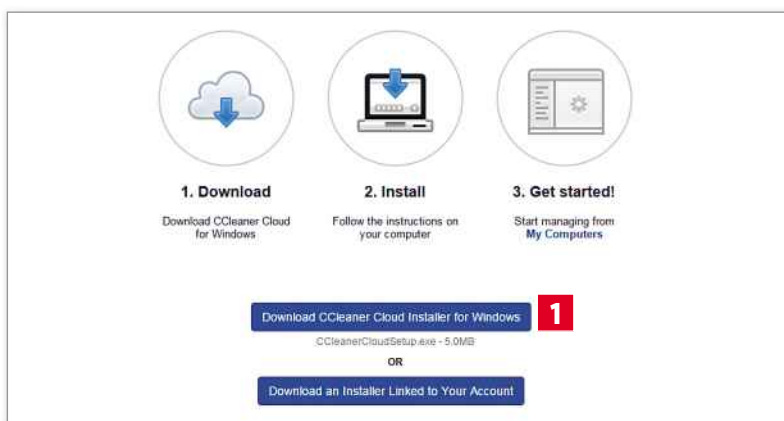 1. Download
2. Install
3. Get started!
Download CCleaner Cloud
for Windows
Follow the instructions on
your computer
Start managing from
My Computers
Download CCleaner Cloud Installer for Windows
1
CCleanerCloudSetup.exe - 5.0MB
OR
Download an Installer Linked to Your Account